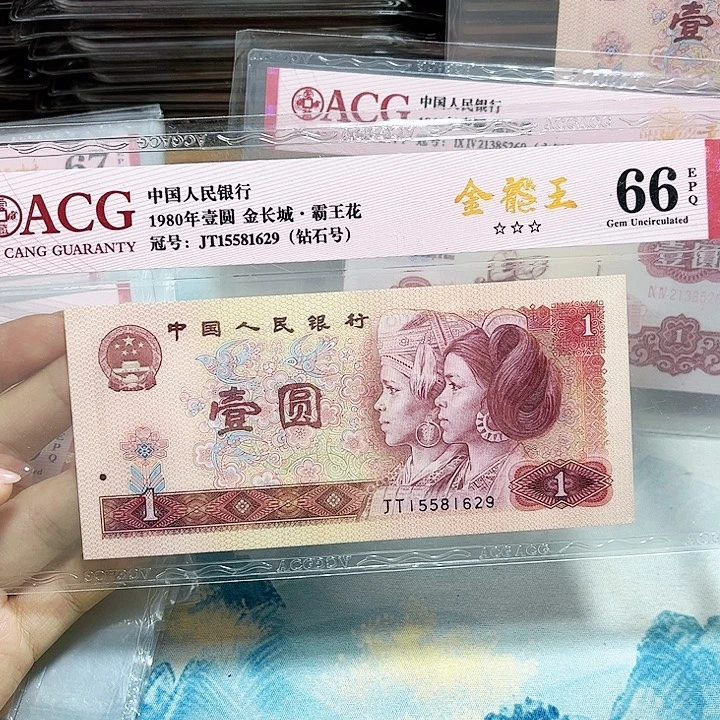 壹
ACG 中国人民银行
67
ACG
CANG GUARANTY
中国人民银行
1980年壹圆 金长城·霸王花
冠号：JT15581629（钻石号）
金龍王
☆☆☆
66
EPQ
Gem Uncirculated
中国人民银行
壹圆
1
1
JT15581629
1